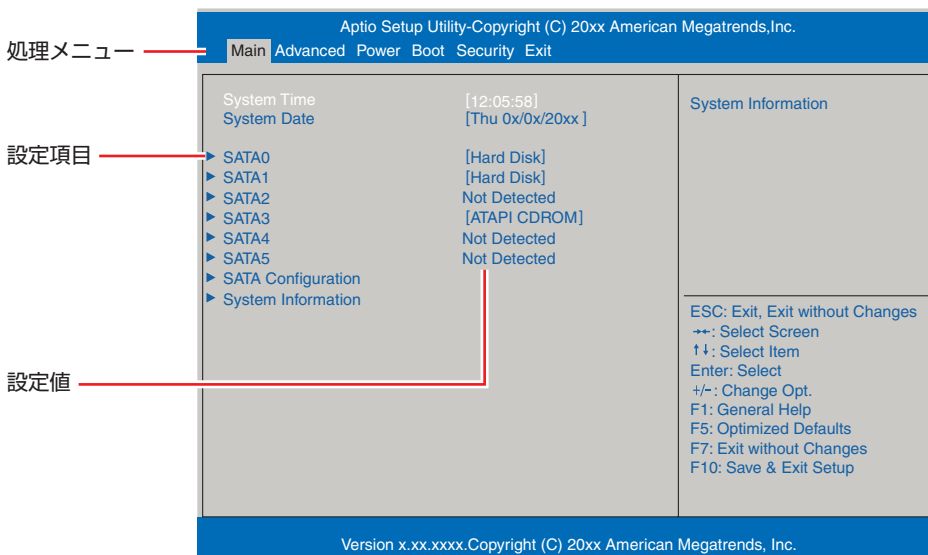 Aptio Setup Utility-Copyright (C) 20xx American Megatrends,Inc.
処理メニュー
Main Advanced Power Boot Security Exit
System Time [12:05:58]
System Date [Thu 0x/0x/20xx ]
System Information
設定項目
▶ SATA0 [Hard Disk]
▶ SATA1 [Hard Disk]
▶ SATA2 Not Detected
▶ SATA3 [ATAPI CDROM]
▶ SATA4 Not Detected
▶ SATA5 Not Detected
▶ SATA Configuration
▶ System Information
設定値
ESC: Exit, Exit without Changes
→←: Select Screen
↑↓: Select Item
Enter: Select
+/-: Change Opt.
F1: General Help
F5: Optimized Defaults
F7: Exit without Changes
F10: Save & Exit Setup
Version x.xx.xxxx.Copyright (C) 20xx American Megatrends, Inc.